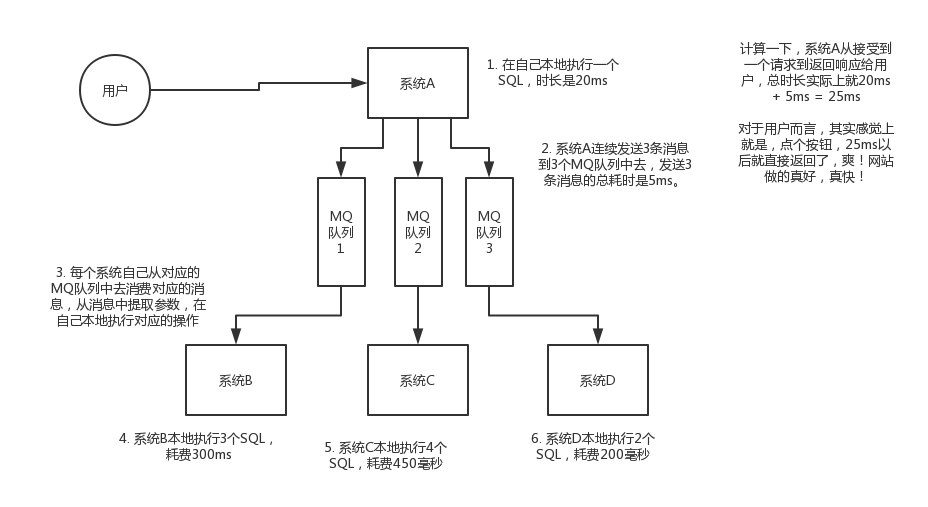 用户
系统A
1. 在自己本地执行一个
SQL，时长是20ms
计算一下，系统A从接受到
一个请求到返回响应给用
户，总时长实际上就20ms
+ 5ms = 25ms
对于用户而言，其实感觉上
就是，点个按钮，25ms以
后就直接返回了，爽！网站
做的真好，真快！
2. 系统A连续发送3条消息
到3个MQ队列中去，发送3
条消息的总耗时是5ms。
MQ
队列
1
MQ
队列
2
MQ
队列
3
3. 每个系统自己从对应的
MQ队列中去消费对应的消
息，从消息中提取参数，在
自己本地执行对应的操作
系统B
系统C
系统D
4. 系统B本地执行3个SQL，
耗费300ms
5. 系统C本地执行4个
SQL，耗费450毫秒
6. 系统D本地执行2个
SQL，耗费200毫秒